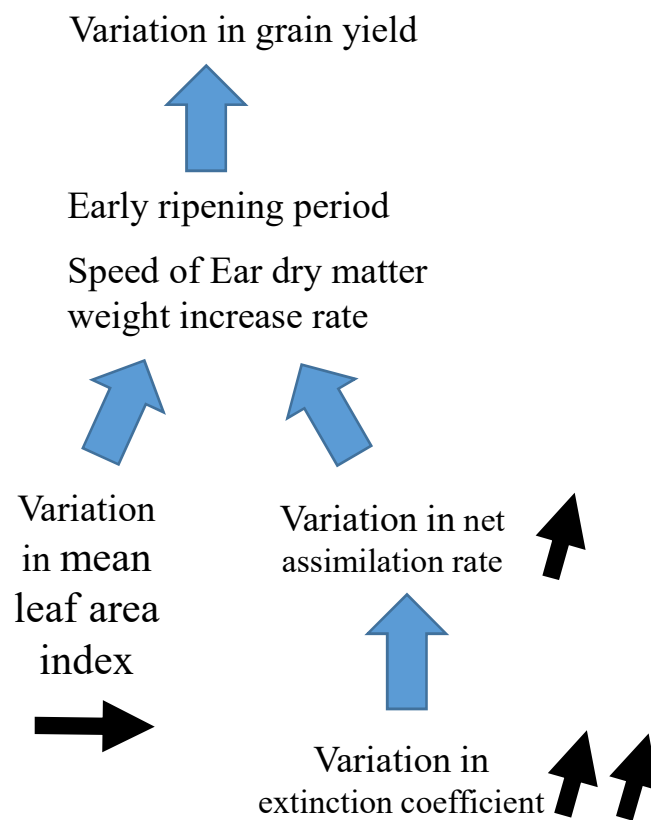 Variation in grain yield
Early ripening period
Speed of Ear dry matter
weight increase rate
Variation
in mean
leaf area
index
Variation in net
assimilation rate
Variation in
extinction coefficient